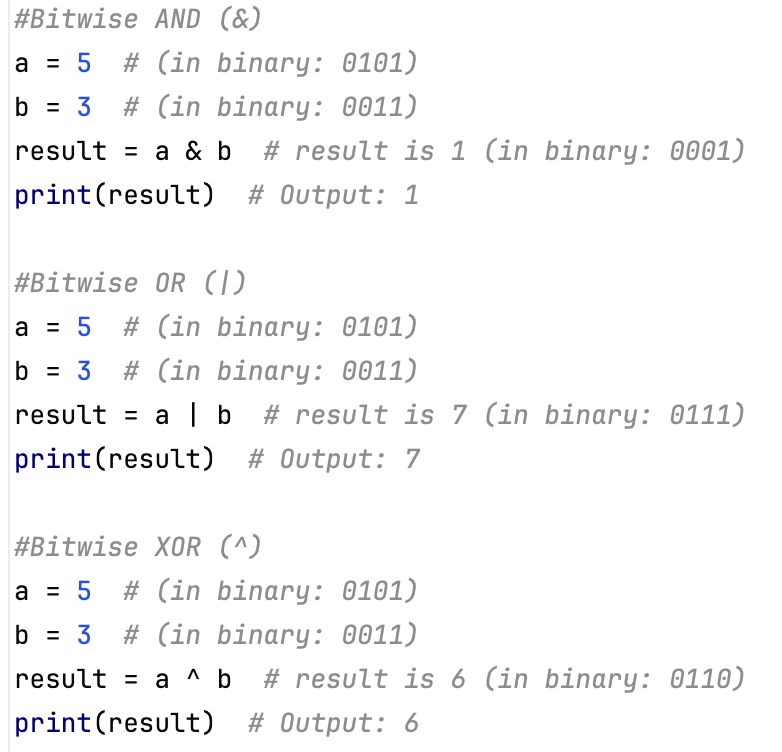 #Bitwise AND (&)
a = 5  # (in binary: 0101)
b = 3  # (in binary: 0011)
result = a & b  # result is 1 (in binary: 0001)
print(result)  # Output: 1

#Bitwise OR (|)
a = 5  # (in binary: 0101)
b = 3  # (in binary: 0011)
result = a | b  # result is 7 (in binary: 0111)
print(result)  # Output: 7

#Bitwise XOR (^)
a = 5  # (in binary: 0101)
b = 3  # (in binary: 0011)
result = a ^ b  # result is 6 (in binary: 0110)
print(result)  # Output: 6